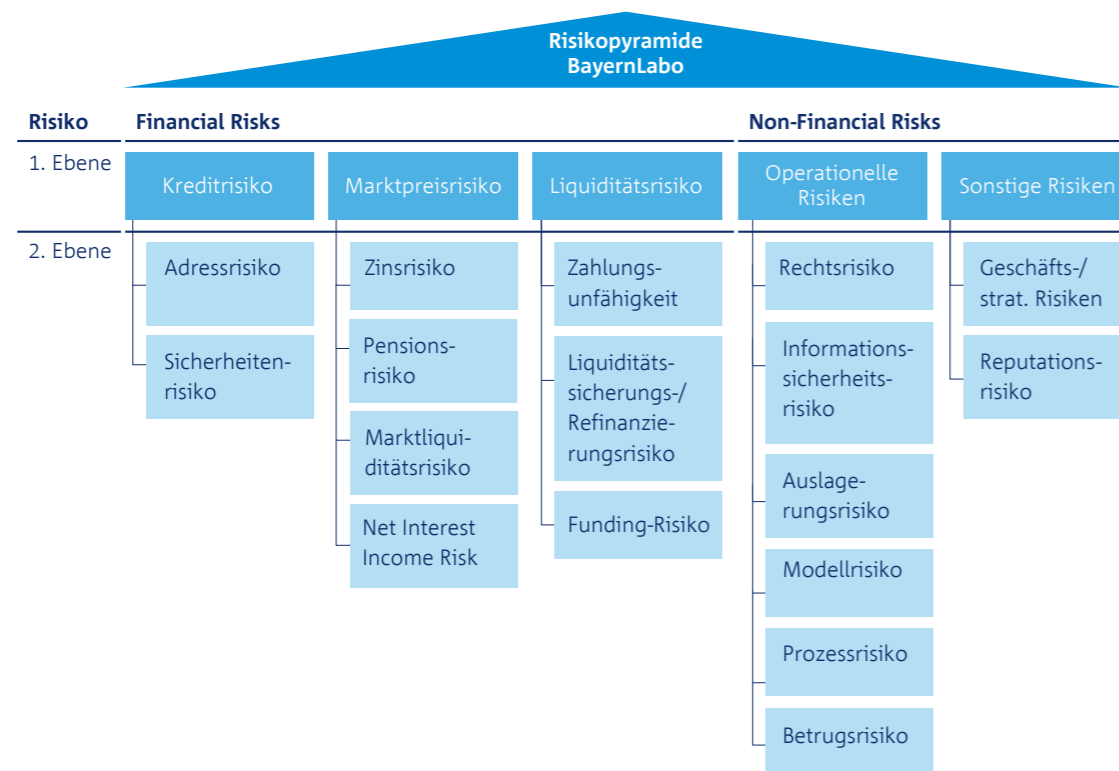 Risikopyramide
BayernLabo
Risiko
Financial Risks
Non-Financial Risks
1. Ebene
Kreditrisiko
Marktpreisrisiko
Liquiditätsrisiko
Operationelle
Risiken
Sonstige Risiken
2. Ebene
Adressrisiko
Sicherheiten-
risiko
Zinsrisiko
Pensions-
risiko
Marktliqui-
ditätsrisiko
Net Interest
Income Risk
Zahlungs-
unfähigkeit
Liquiditäts-
sicherungs-/
Refinanzie-
rungsrisiko
Funding-Risiko
Rechtsrisiko
Informations-
sicherheits-
risiko
Auslage-
rungsrisiko
Modellrisiko
Prozessrisiko
Betrugsrisiko
Geschäfts-/
strat. Risiken
Reputations-
risiko